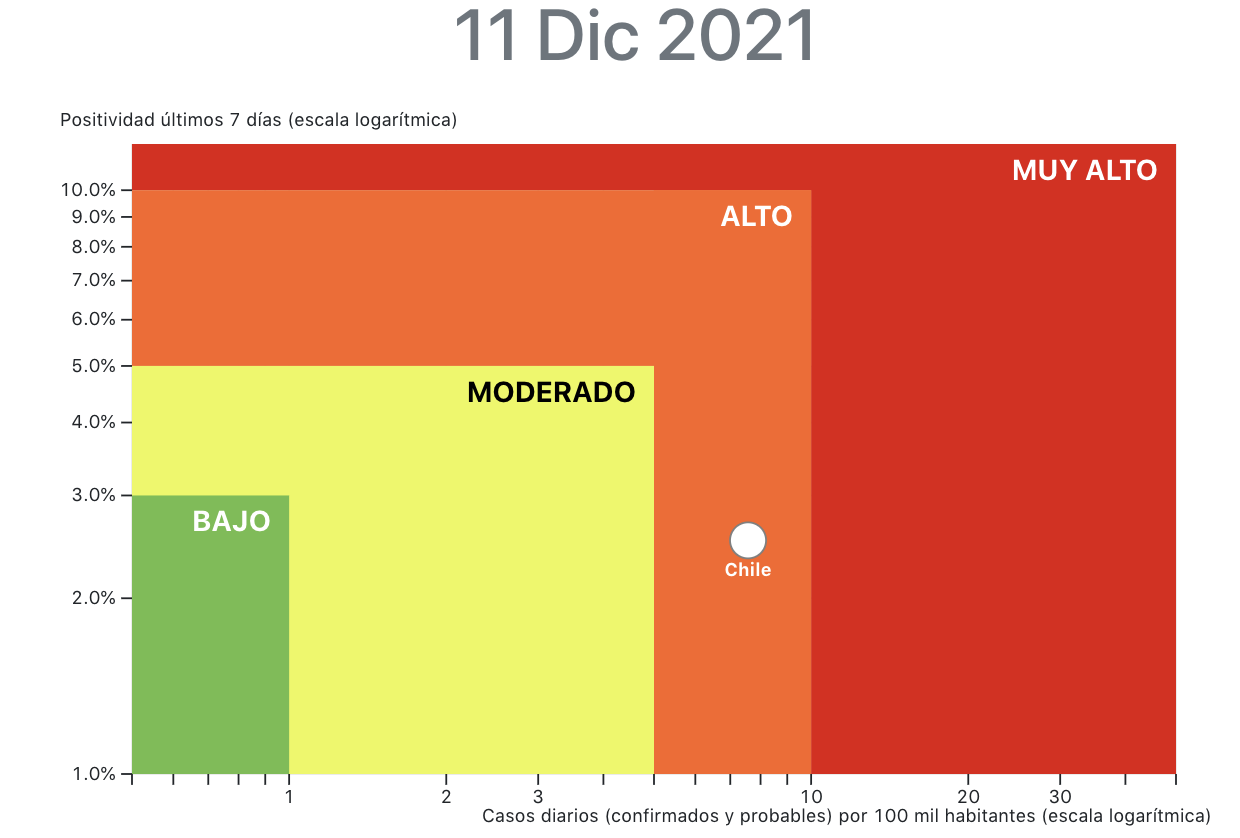 11 Dic 2021
Positividad últimos 7 días (escala logarítmica)
MUY ALTO
10.0%
ALTO
9.0%
8.0%
7.0%
6.0%
5.0%
MODERADO
4.0%
3.0%
BAJO
Chile
2.0%
1.0%
1 2 3 10 20 30
Casos diarios (confirmados y probables) por 100 mil habitantes (escala logarítmica)